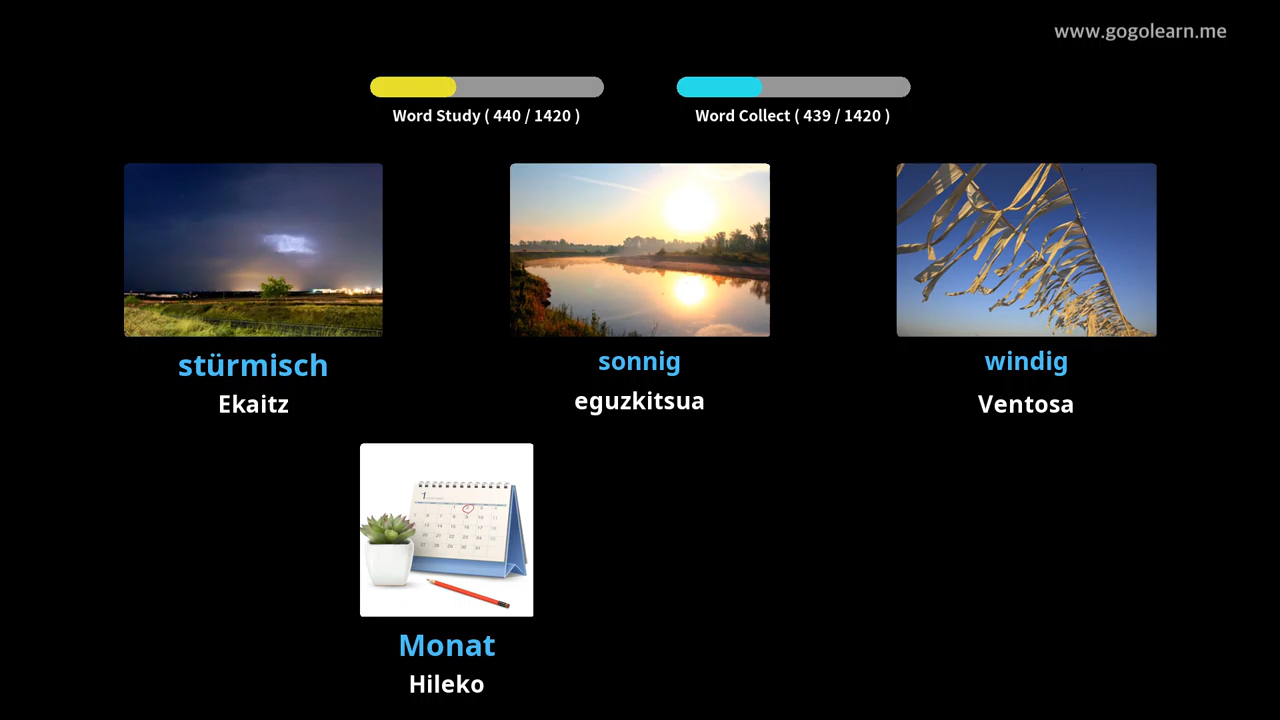 www.gogolearn.me
Word Study ( 440 / 1420 )
Word Collect ( 439 / 1420 )
stürmisch
sonnig
windig
Ekaitz
eguzkitsua
Ventosa
Monat
Hileko